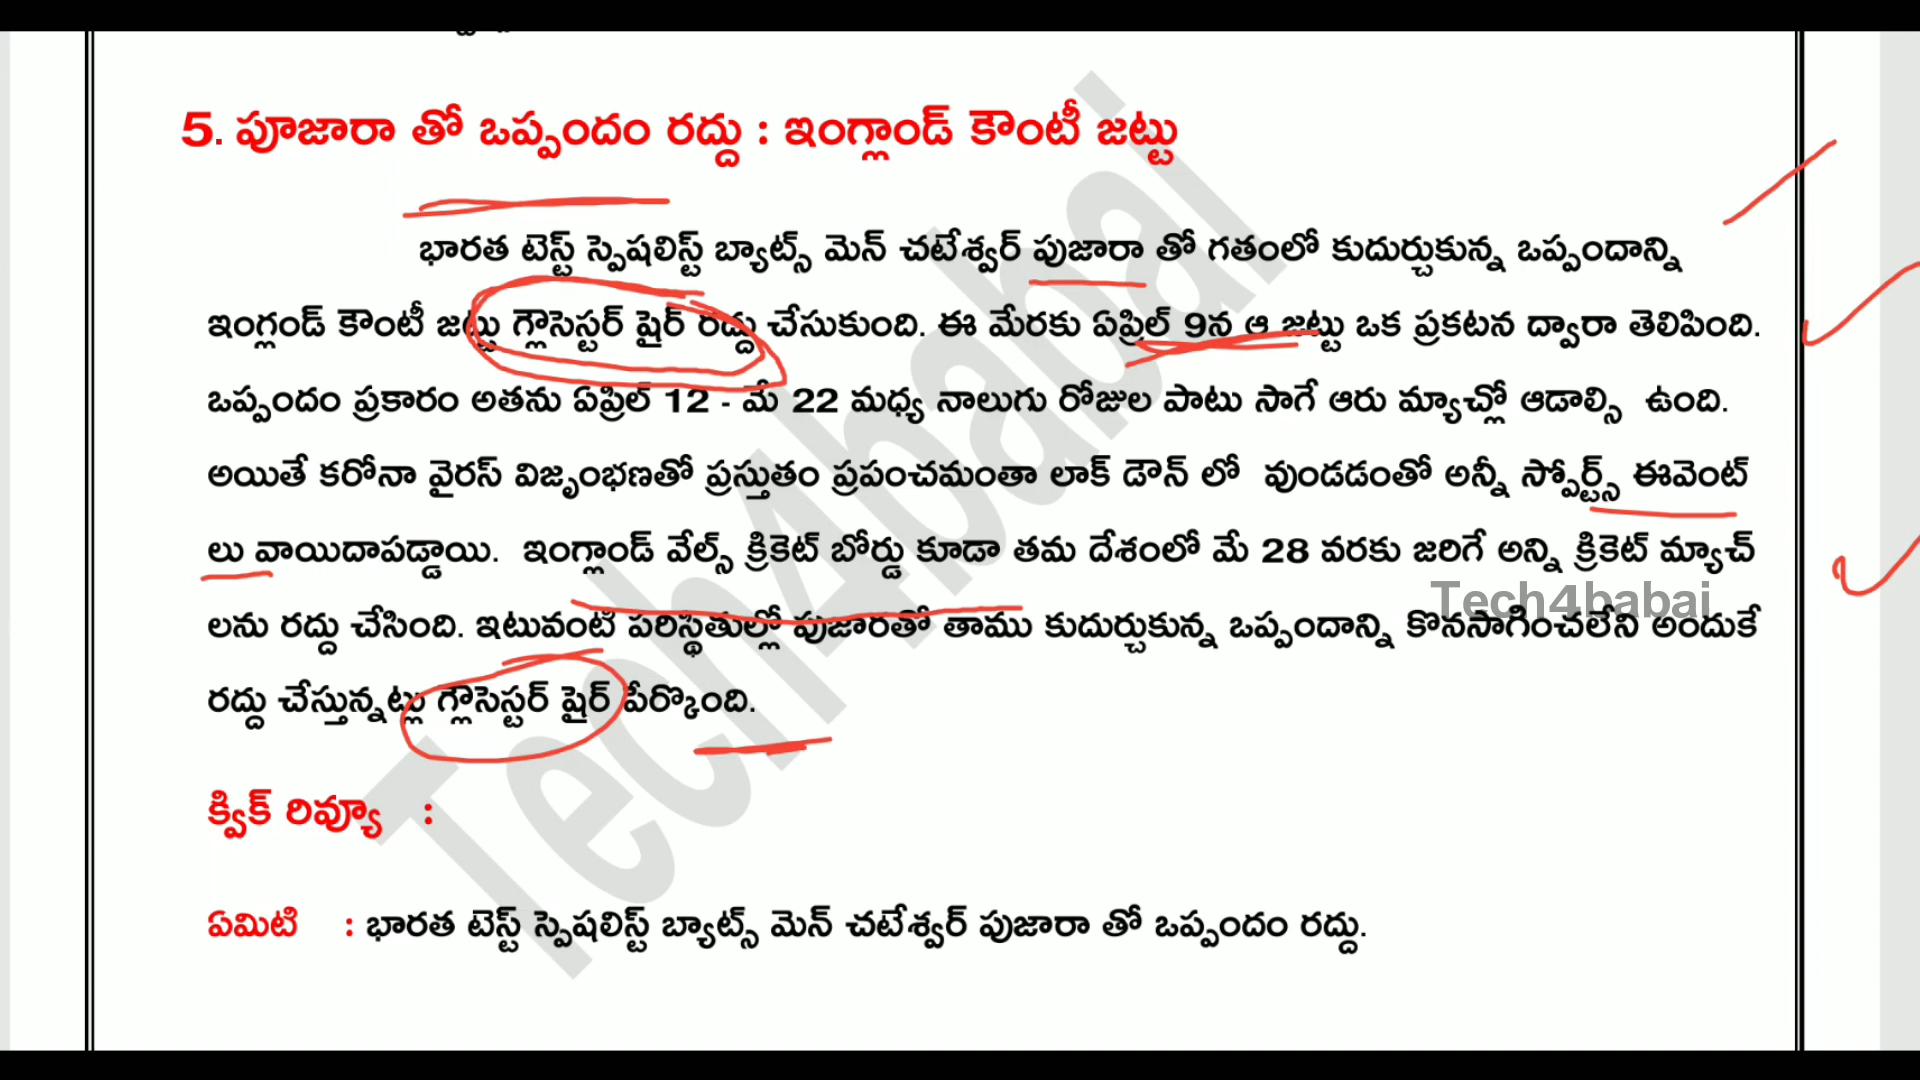 5. పూజారా తో ఒప్పందం రద్దు : ఇంగ్లాండ్ కౌంటీ జట్టు
భారత టెస్ట్ స్పెషలిస్ట్ బ్యాట్స్ మెన్ చటేశ్వర్ పుజారా తో గతంలో కుదుర్చుకున్న ఒప్పందాన్ని
ఇంగ్లండ్ కౌంటీ జట్టు గ్లౌసెస్టర్ షైర్ రద్దు చేసుకుంది. ఈ మేరకు ఏప్రిల్ 9న ఆ జట్టు ఒక ప్రకటన ద్వారా తెలిపింది.
ఒప్పందం ప్రకారం అతను ఏప్రిల్ 12 - మే 22 మధ్య నాలుగు రోజుల పాటు సాగే ఆరు మ్యాచ్లో ఆడాల్సి ఉంది.
అయితే కరోనా వైరస్ విజృంభణతో ప్రస్తుతం ప్రపంచమంతా లాక్ డౌన్ లో వుండడంతో అన్నీ స్పోర్ట్స్ ఈవెంట్
లు వాయిదాపడ్డాయి. ఇంగ్లాండ్ వేల్స్ క్రికెట్ బోర్డు కూడా తమ దేశంలో మే 28 వరకు జరిగే అన్ని క్రికెట్ మ్యాచ్
Tech4babai
లను రద్దు చేసింది. ఇటువంటి పరిస్థితుల్లో పుజారతో తాము కుదుర్చుకున్న ఒప్పందాన్ని కొనసాగించలేని అందుకే
రద్దు చేస్తున్నట్లు గ్లౌసెస్టర్ షైర్ పేర్కొంది.
Tech4babai
క్విక్ రివ్యూ :
ఏమిటి : భారత టెస్ట్ స్పెషలిస్ట్ బ్యాట్స్ మెన్ చటేశ్వర్ పుజారా తో ఒప్పందం రద్దు.